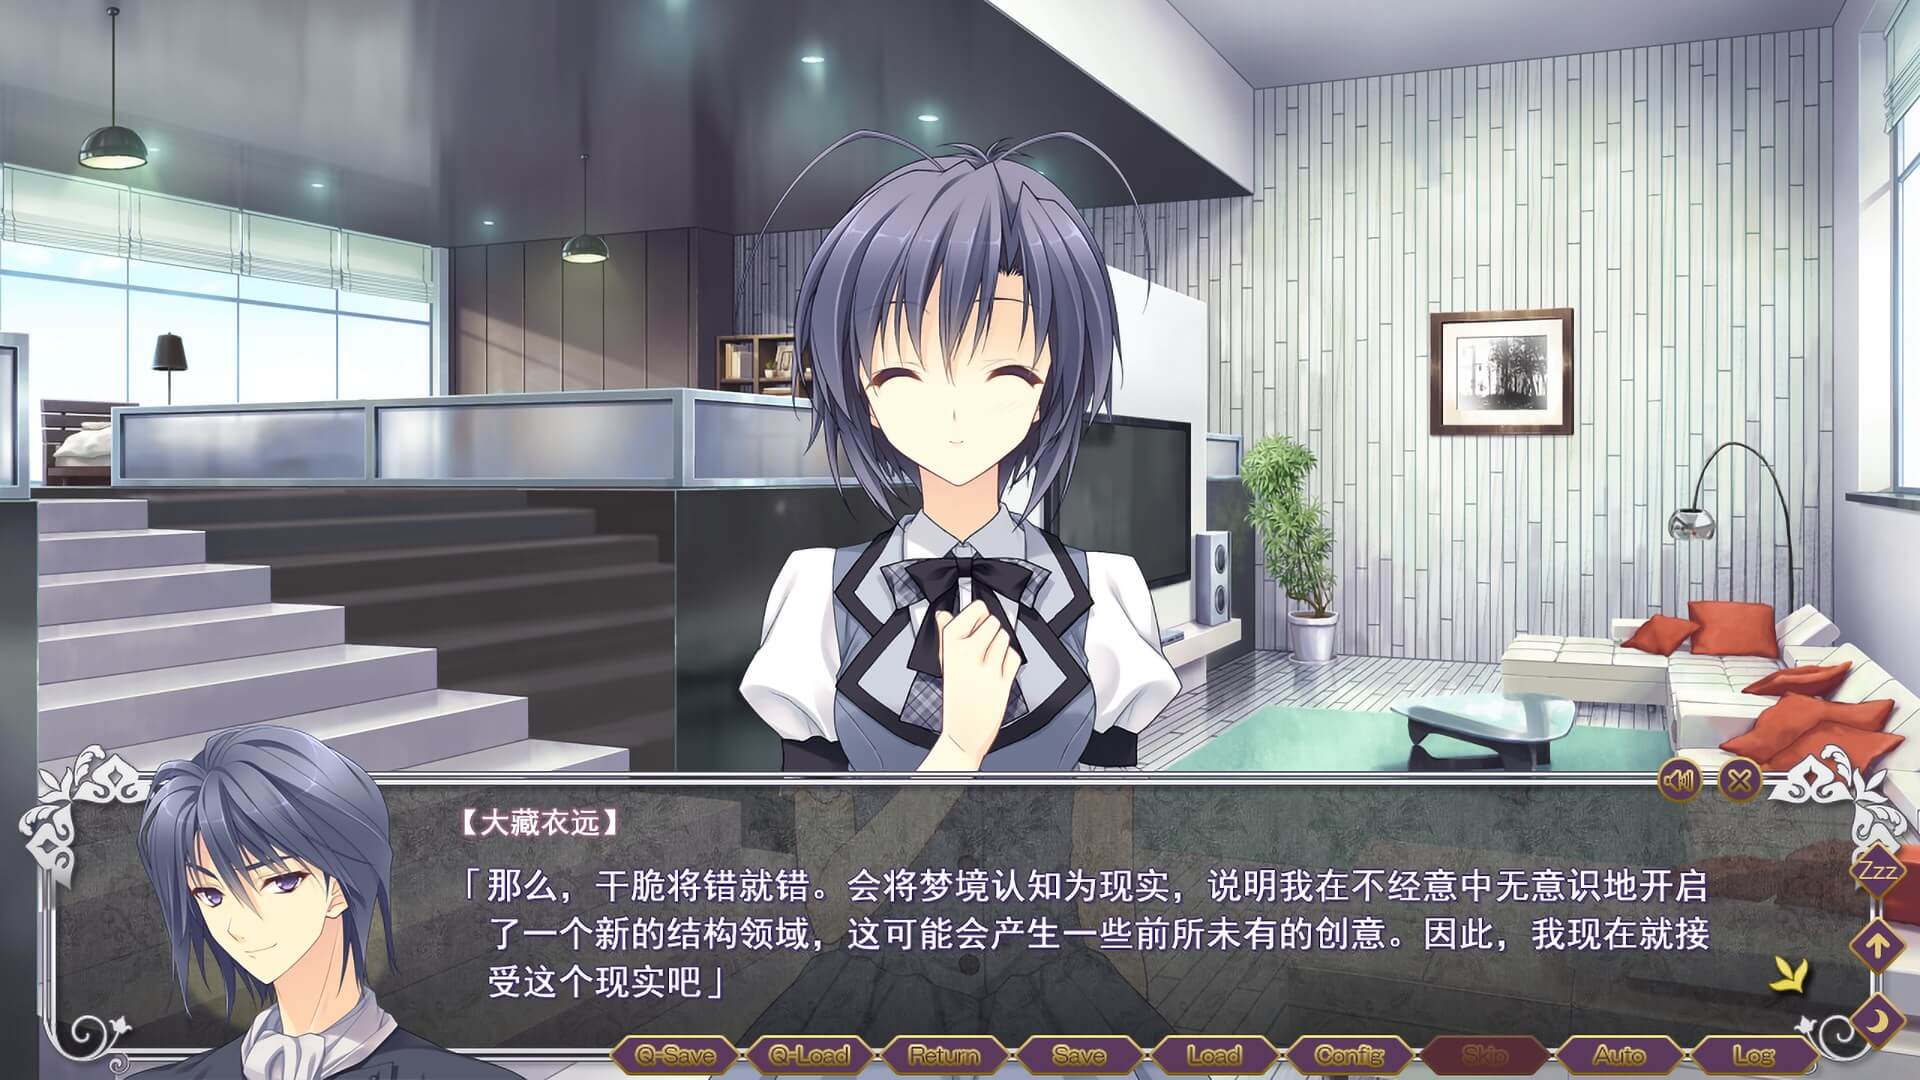 【大藏衣远】
「那么，干脆将错就错。会将梦境认知为现实，说明我在不经意中无意识地开启
了一个新的结构领域，这可能会产生一些前所未有的创意。因此，我现在就接
受这个现实吧」
Zzz
Q-Save Q-Load Return Save Load Config Skip Auto Log